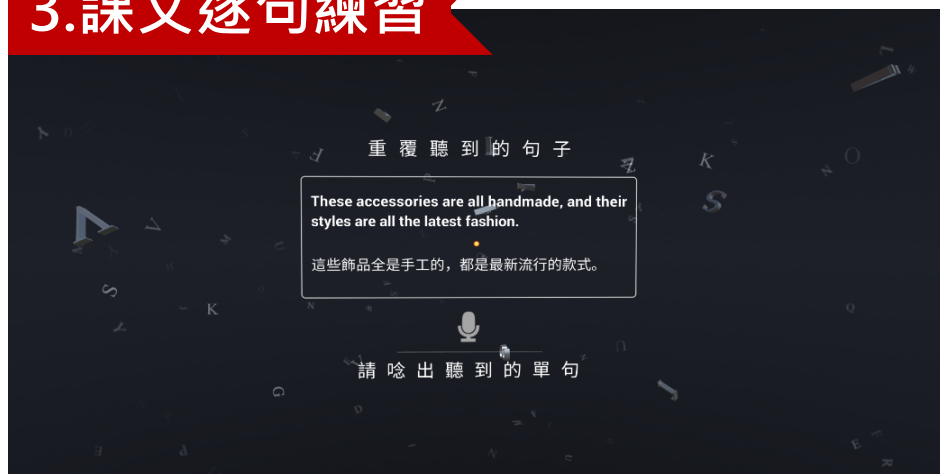 3.課文逐句練習
重覆聽到的句子
These accessories are all handmade, and their
styles are all the latest fashion.
這些飾品全是手工的，都是最新流行的款式。
請唸出聽到的單句